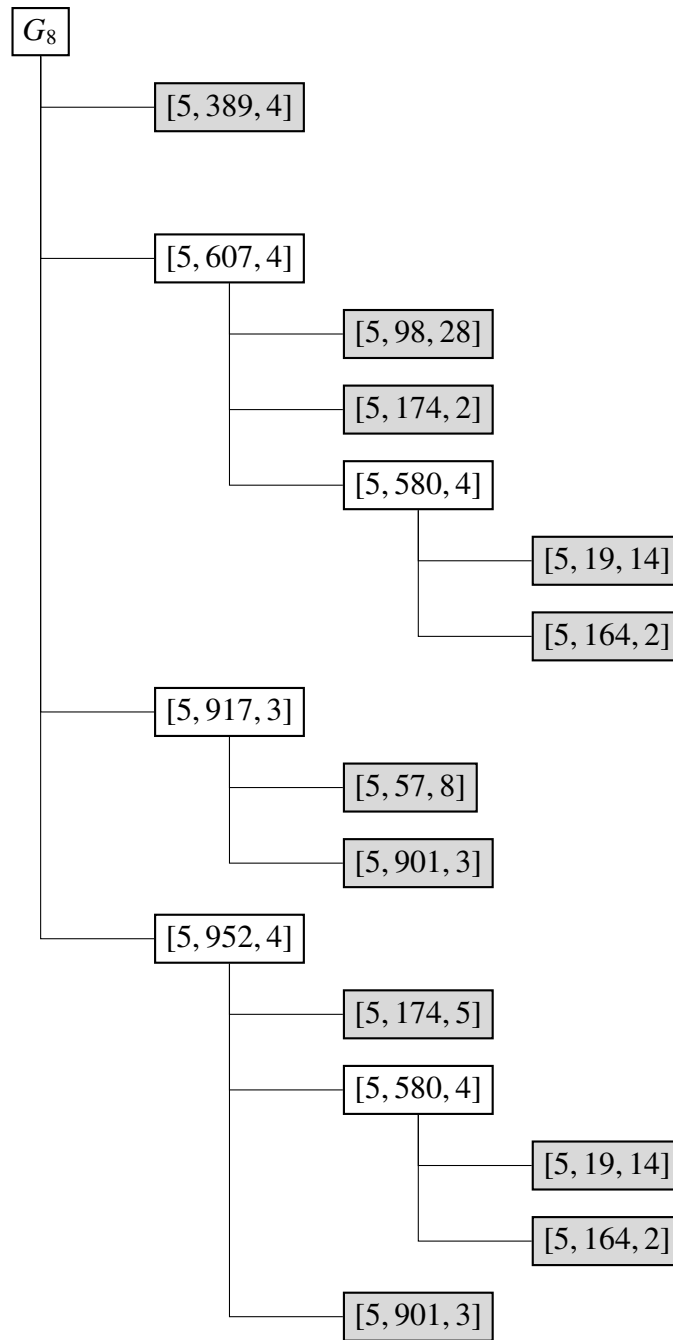 G₈
[5, 389, 4]
[5, 607, 4]
[5, 98, 28]
[5, 174, 2]
[5, 580, 4]
[5, 19, 14]
[5, 164, 2]
[5, 917, 3]
[5, 57, 8]
[5, 901, 3]
[5, 952, 4]
[5, 174, 5]
[5, 580, 4]
[5, 19, 14]
[5, 164, 2]
[5, 901, 3]